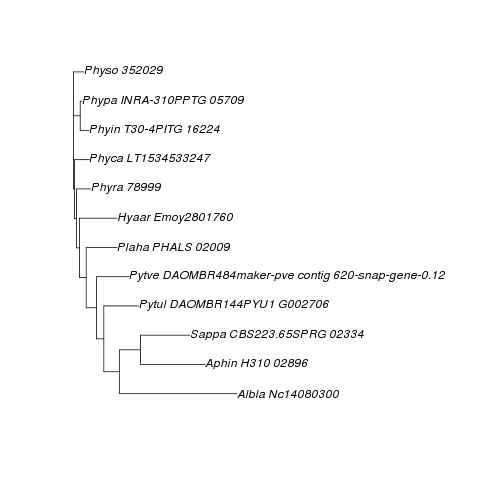 Physo 352029
Phypa INRA-310PPTG 05709
Phyin T30-4PITG 16224
Phyca LT1534533247
Phyra 78999
Hyaar Emoy2801760
Plaha PHALS 02009
Pytve DAOMBR484maker-pve contig 620-snap-gene-0.12
Pytul DAOMBR144PYU1 G002706
Sappa CBS223.65SPRG 02334
Aphin H310 02896
Albla Nc14080300